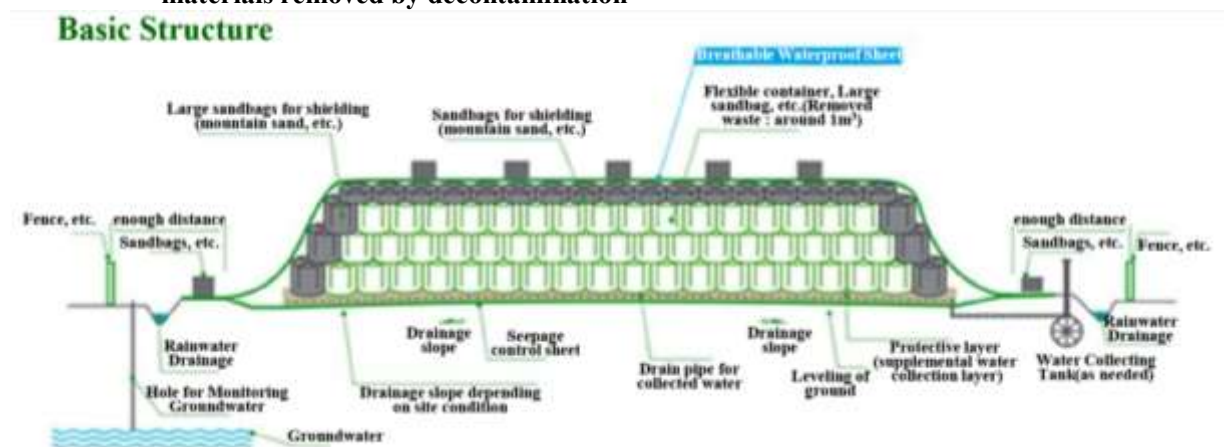 materials removed by decontamination
Basic Structure
Breathable Waterproof Sheet
Large sandbags for shielding
(mountain sand, etc.)
Sandbags for shielding
(mountain sand, etc.)
Flexible container, Large
sandbag, etc.(Removed
waste : around 1m³)
Fence, etc.
enough distance
Sandbags, etc.
enough distance
Sandbags, etc.
Fence, etc.
Rainwater
Drainage
Drainage
slope
Seepage
control sheet
Drainage
slope
Rainwater
Drainage
Hole for Monitoring
Groundwater
Drainage slope depending
on site condition
Drain pipe for
collected water
Leveling of
ground
Protective layer
(supplemental water
collection layer)
Water Collecting
Tank(as needed)
Groundwater